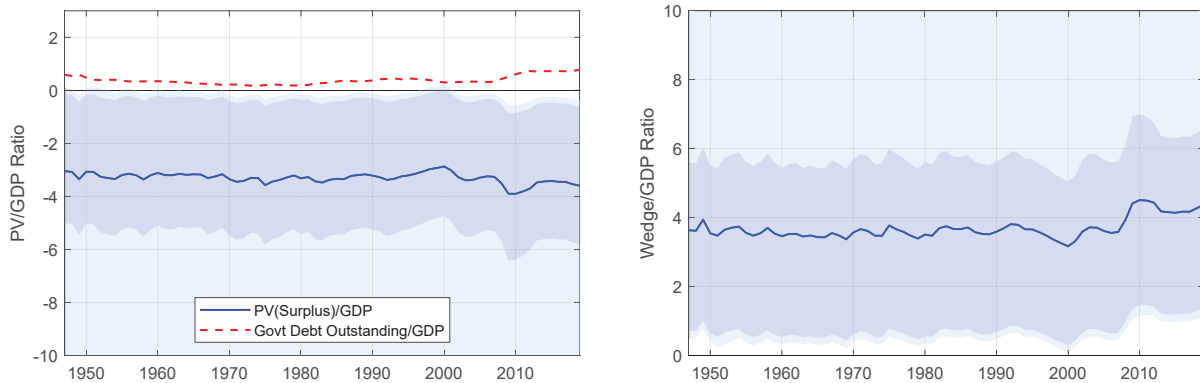 PV/GDP Ratio
2
0
-2
-4
-6
-8
-10
PV(Surplus)/GDP
Govt Debt Outstanding/GDP
1950 1960 1970 1980 1990 2000 2010
Wedge/GDP Ratio
10
8
6
4
2
0
1950 1960 1970 1980 1990 2000 2010